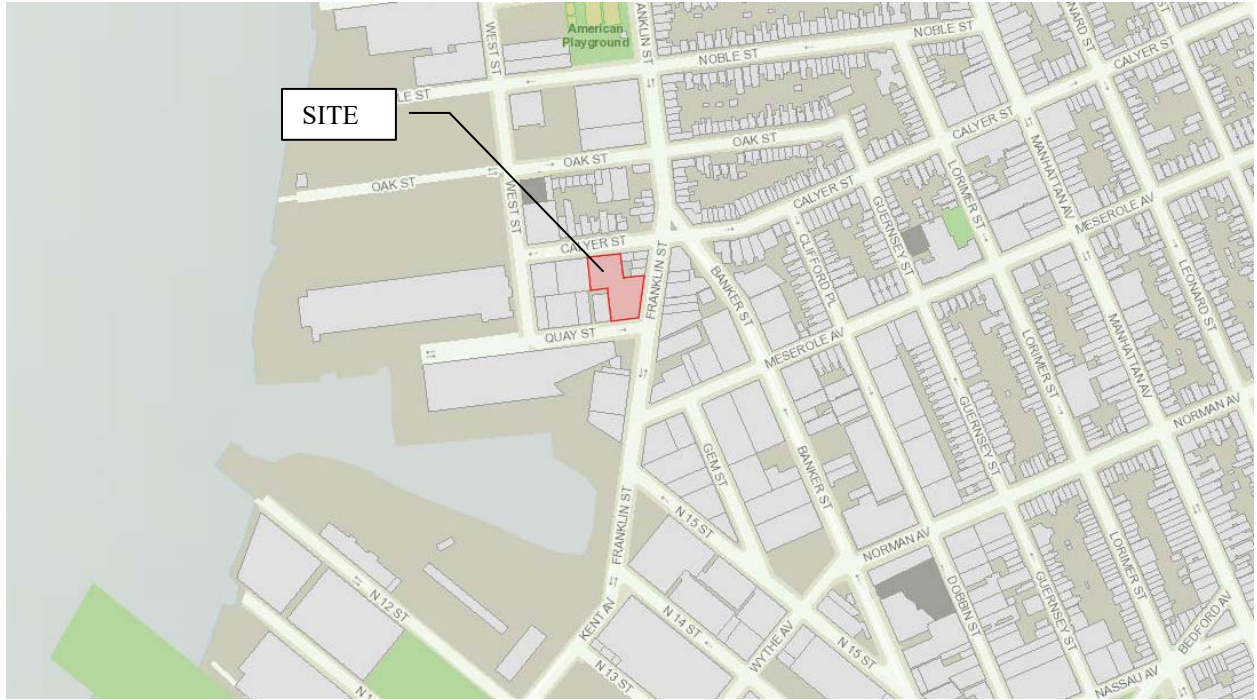 WEST ST
American
Playground
ANKLIN ST
NOBLE ST
NOBLE ST
LE ST
NARD ST
CALYER ST
SITE
OAK ST
OAK ST
OAK ST
CALYER ST
WEST ST
CALYER ST
CALYER ST
LORIMER ST
MANHATTAN AV
MESEROLE AV
GUERNSEY ST
CLIFFORD PL
FRANKLIN ST
BANKER ST
LEONARD ST
QUAY ST
MESEROLE AV
LORIMER ST
MANHATTAN AV
GUERNSEY ST
NORMAN AV
GEM ST
BANKER ST
FRANKLIN ST
N 15 ST
NORMAN AV
LORIMER ST
N 12 ST
KENT AV
N 14 ST
WYTHE AV
N 15 ST
DOBBIN ST
GUERNSEY ST
BEDFORD AV
N 13 ST
NASSAU AV